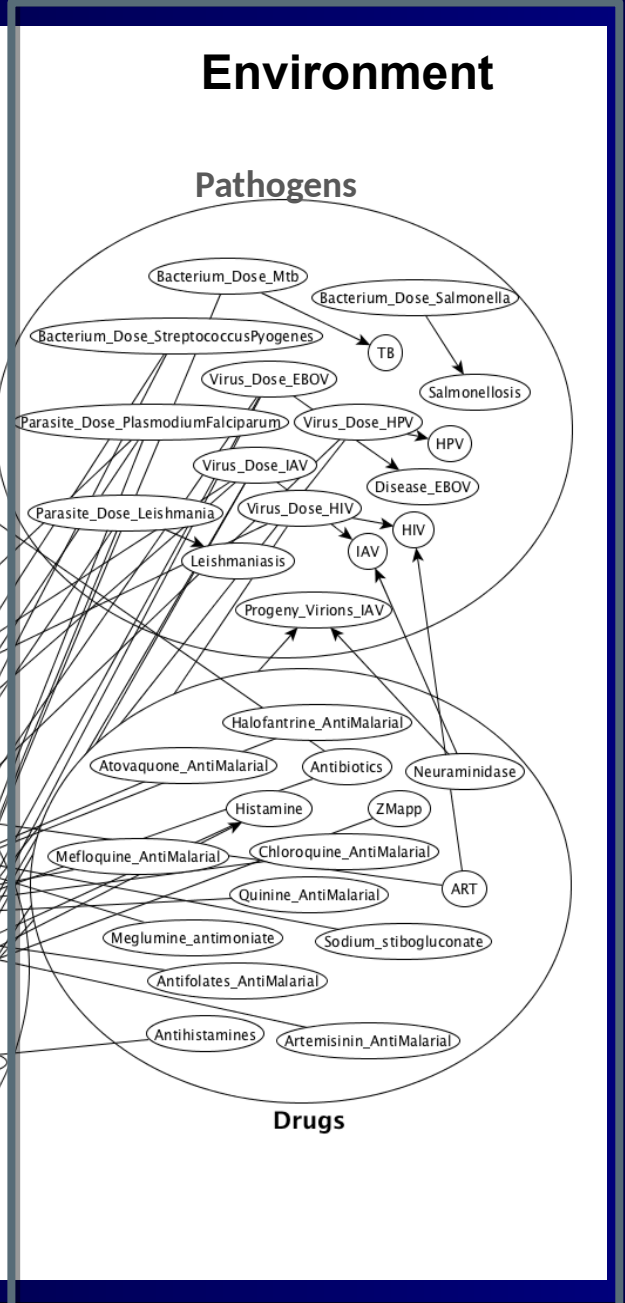 Environment
Pathogens
Bacterium_Dose_Mtb
Bacterium_Dose_Salmonella
Bacterium_Dose_StreptococcusPyogenes
TB
Virus_Dose_EBOV
Salmonellosis
Parasite_Dose_PlasmodiumFalciparum
Virus_Dose_HPV
HPV
Virus_Dose_IAV
Disease_EBOV
Parasite_Dose_Leishmania
Virus_Dose_HIV
HIV
IAV
Leishmaniasis
Progeny_Virions_IAV
Halofantrine_AntiMalarial
Atovaquone_AntiMalarial
Antibiotics
Neuraminidase
Histamine
ZMapp
Mefloquine_AntiMalarial
Chloroquine_AntiMalarial
ART
Quinine_AntiMalarial
Meglumine_antimoniate
Sodium_stibogluconate
Antifolates_AntiMalarial
Antihistamines
Artemisinin_AntiMalarial
Drugs